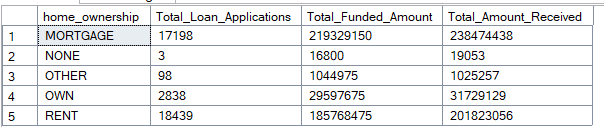 home_ownership Total_Loan_Applications Total_Funded_Amount Total_Amount_Received
1 MORTGAGE 17198 219329150 238474438
2 NONE 3 16800 19053
3 OTHER 98 1044975 1025257
4 OWN 2838 29597675 31729129
5 RENT 18439 185768475 201823056